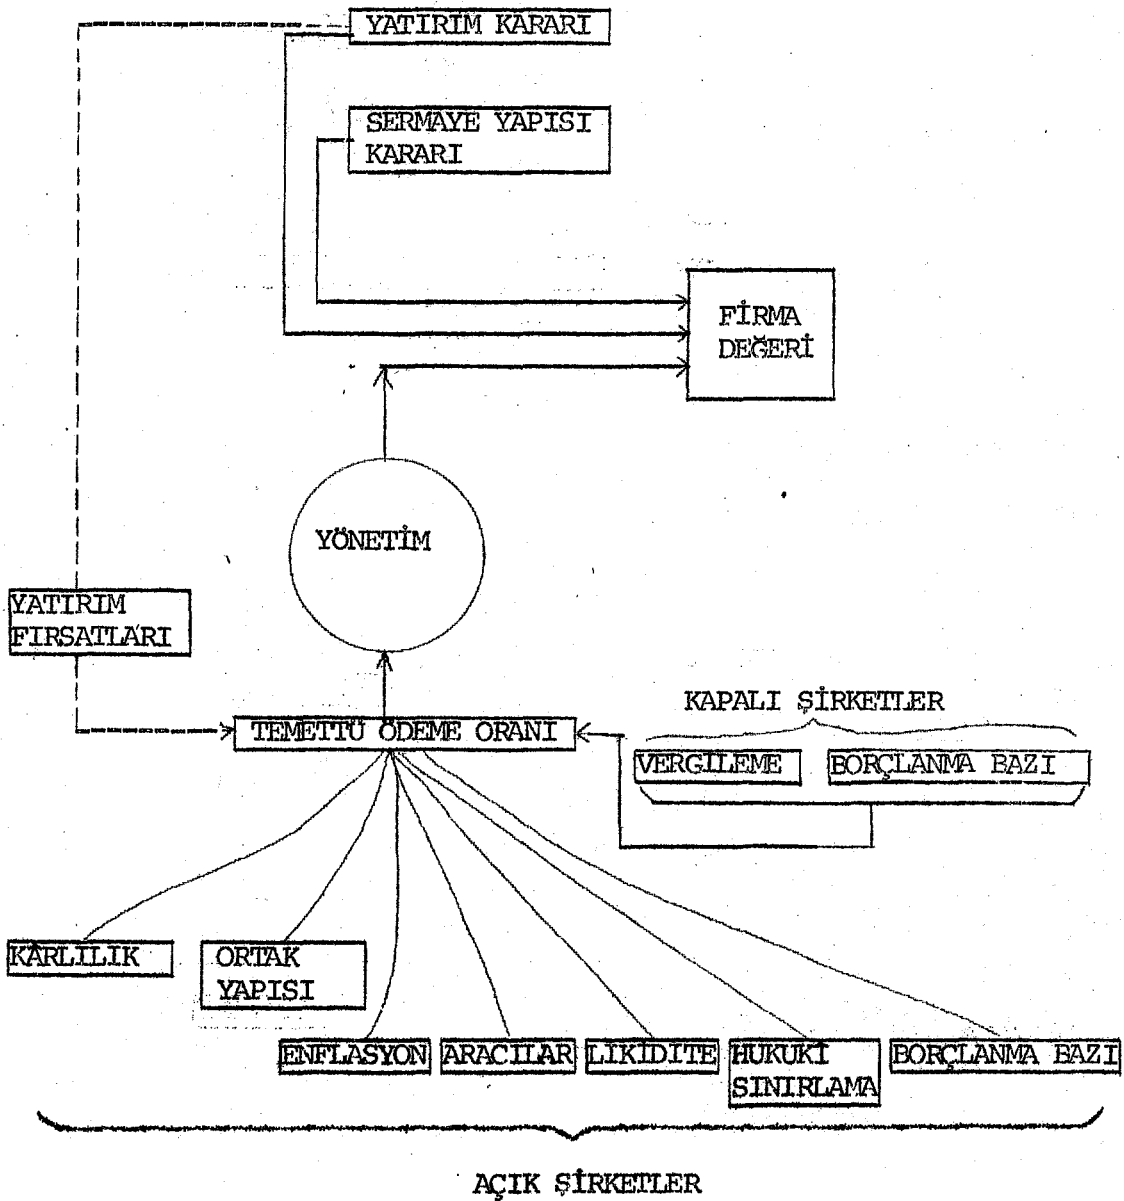 YATIRIM KARARI
SERMAYE YAPISI
KARARI
FİRMA
DEĞERİ
YÖNETİM
YATIRIM
FIRSATLARI
KAPALI ŞİRKETLER
TEMETTÜ ÖDEME ORANI
VERGİLEME
BORÇLANMA BAZI
KARLILIK
ORTAK
YAPISI
ENFLASYON
ARACILAR
LİKİDİTE
HUKUKİ
SINIRLAMA
BORÇLANMA BAZI
AÇIK ŞİRKETLER